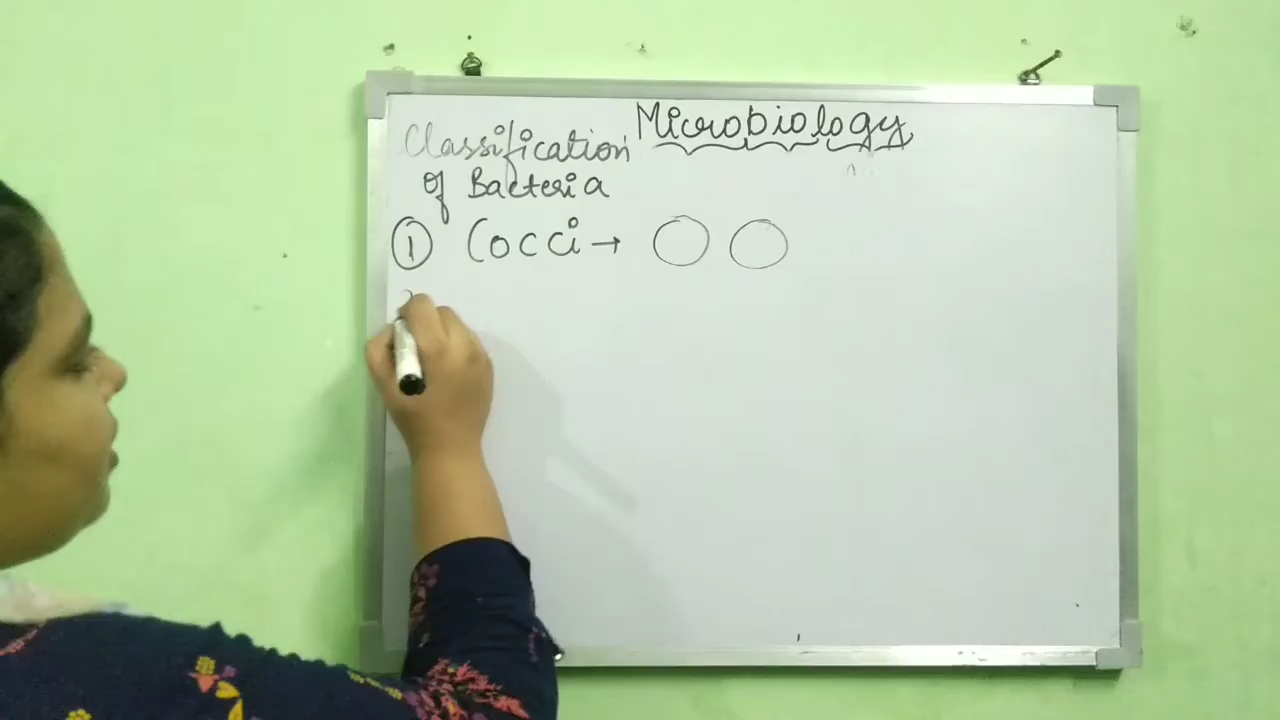 Microbiology
Classification
of Bacteria
① Cocci →